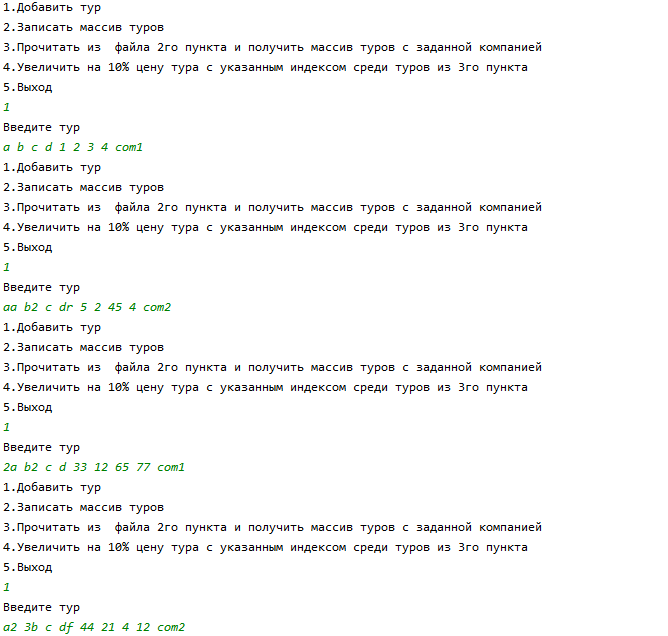 1.Добавить тур
2.Записать массив туров
3.Прочитать из  файла 2го пункта и получить массив туров с заданной компанией
4.Увеличить на 10% цену тура с указанным индексом среди туров из 3го пункта
5.Выход
1
Введите тур
a b c d 1 2 3 4 com1
1.Добавить тур
2.Записать массив туров
3.Прочитать из  файла 2го пункта и получить массив туров с заданной компанией
4.Увеличить на 10% цену тура с указанным индексом среди туров из 3го пункта
5.Выход
1
Введите тур
aa b2 c dr 5 2 45 4 com2
1.Добавить тур
2.Записать массив туров
3.Прочитать из  файла 2го пункта и получить массив туров с заданной компанией
4.Увеличить на 10% цену тура с указанным индексом среди туров из 3го пункта
5.Выход
1
Введите тур
2a b2 c d 33 12 65 77 com1
1.Добавить тур
2.Записать массив туров
3.Прочитать из  файла 2го пункта и получить массив туров с заданной компанией
4.Увеличить на 10% цену тура с указанным индексом среди туров из 3го пункта
5.Выход
1
Введите тур
a2 3b c df 44 21 4 12 com2